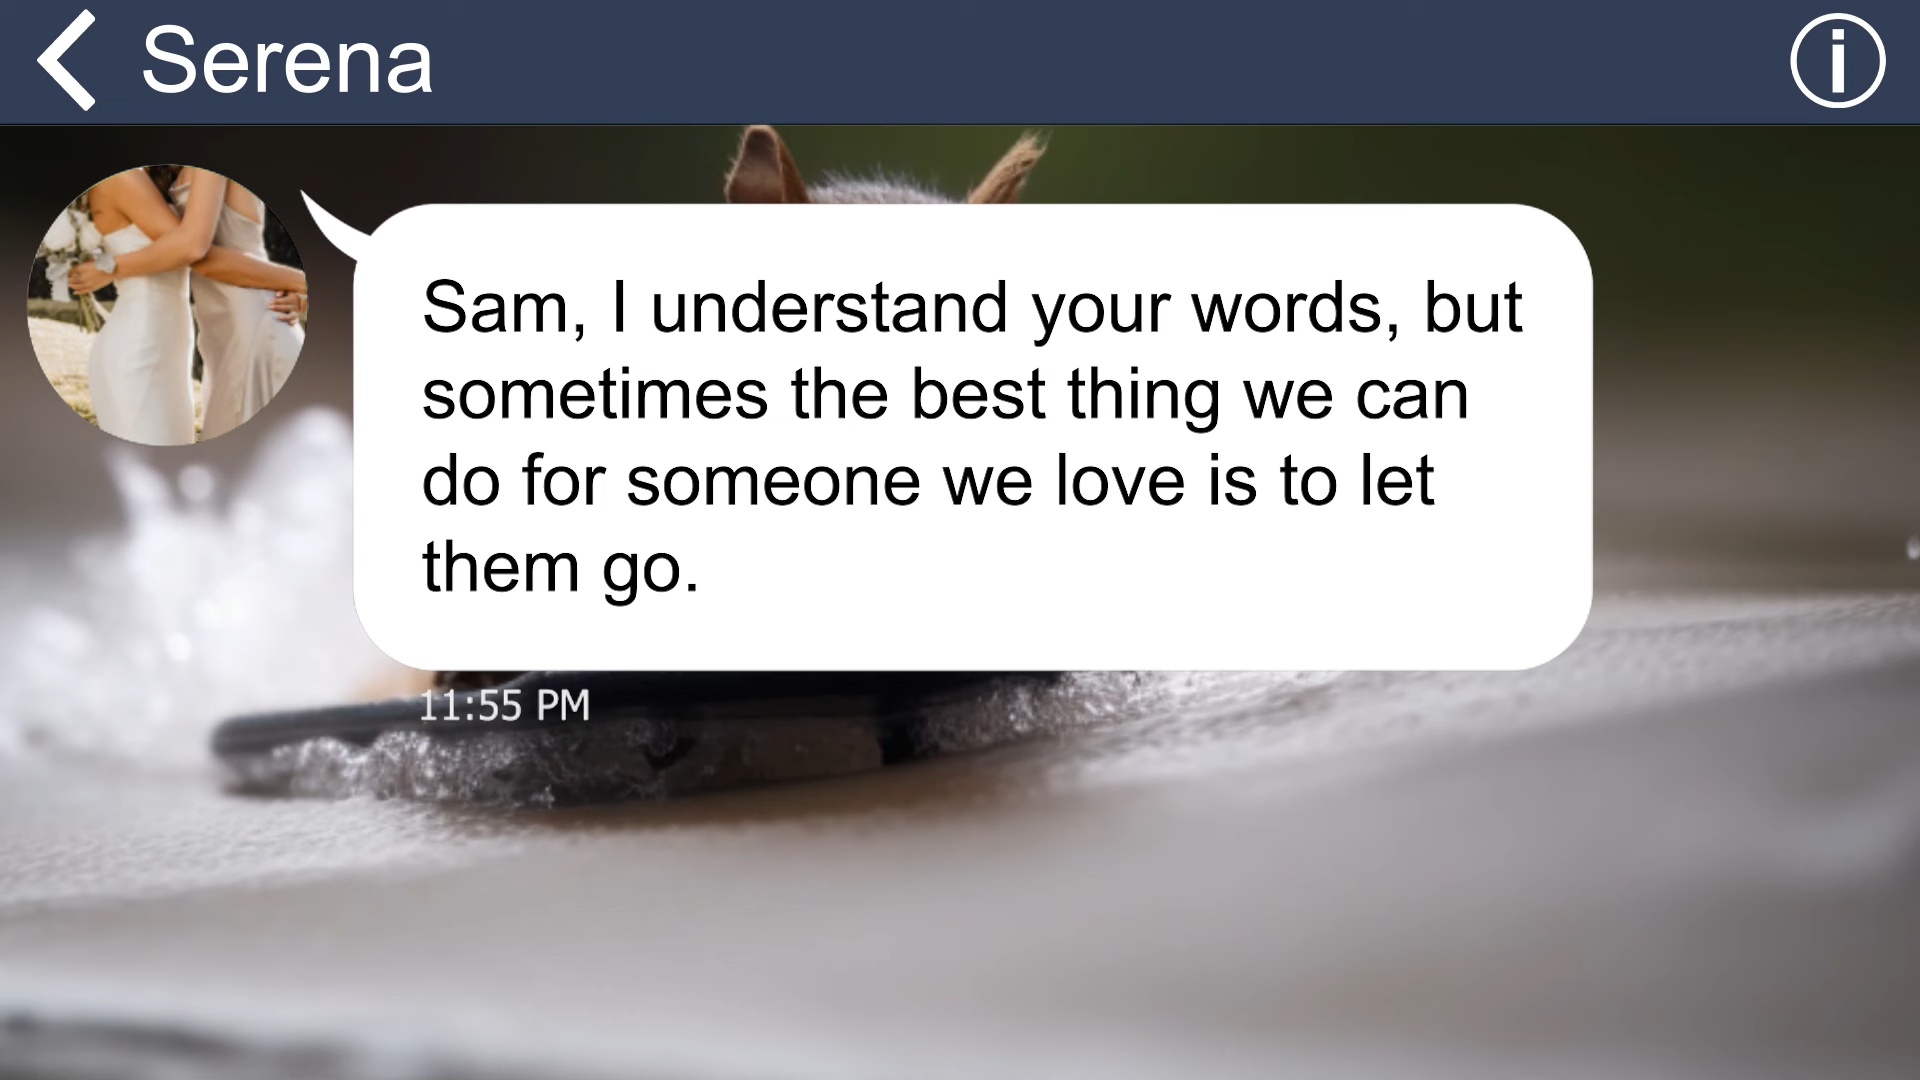 Serena
Sam, I understand your words, but
sometimes the best thing we can
do for someone we love is to let
them go.
11:55 PM